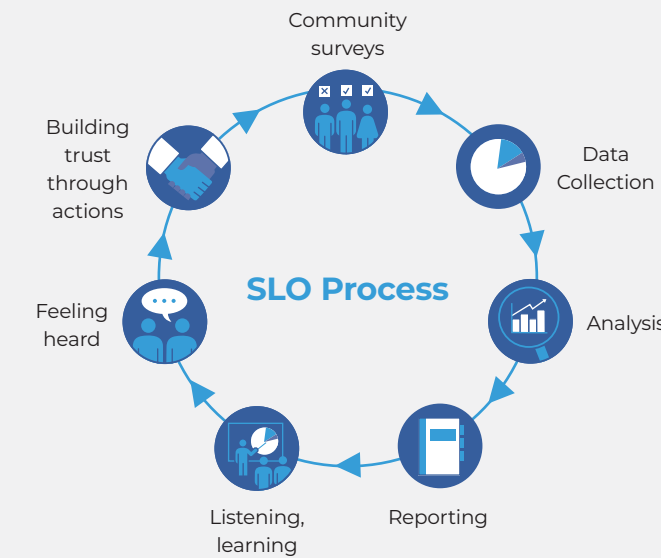 Community
surveys
Data
Collection
Analysis
Reporting
Listening,
learning
Feeling
heard
Building
trust
through
actions
SLO Process